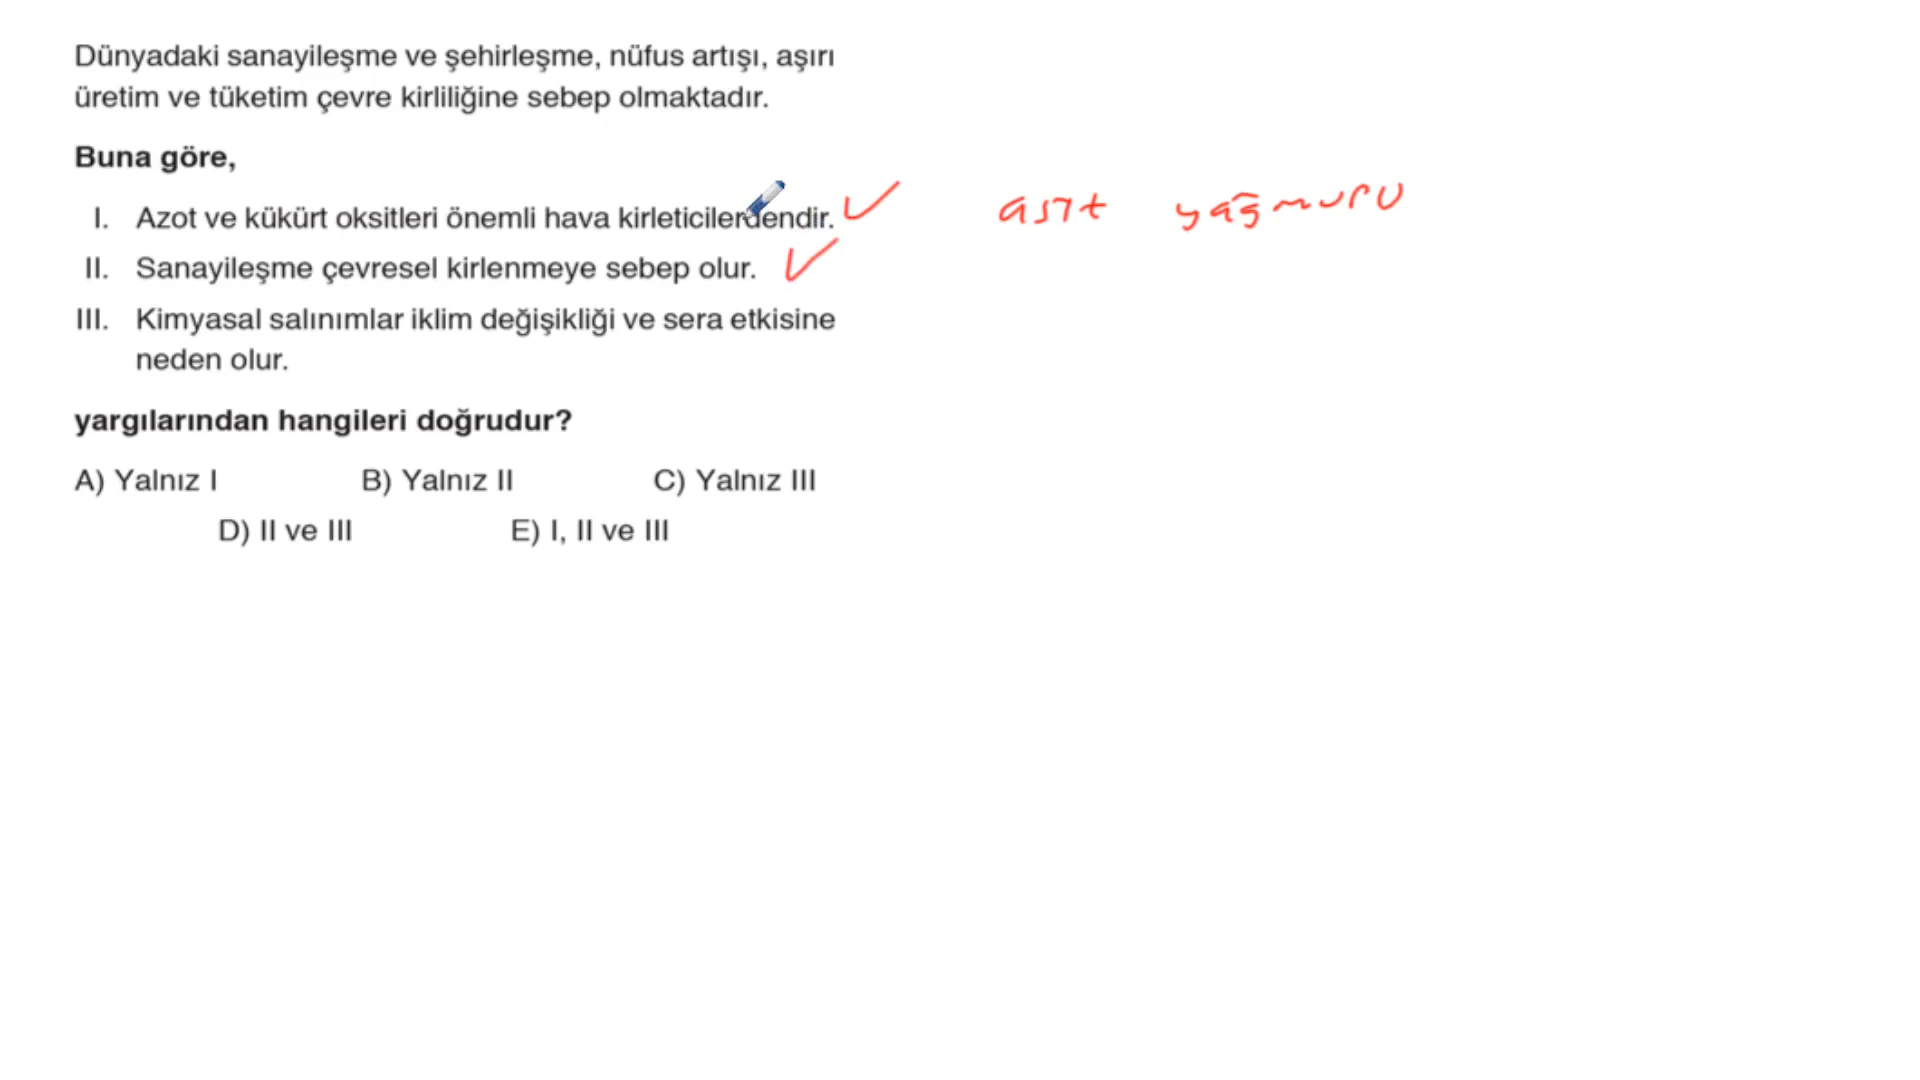 Dünyadaki sanayileşme ve şehirleşme, nüfus artışı, aşırı
üretim ve tüketim çevre kirliliğine sebep olmaktadır.
Buna göre,
I. Azot ve kükürt oksitleri önemli hava kirleticilerdendir. asit yağmuru
II. Sanayileşme çevresel kirlenmeye sebep olur.
III. Kimyasal salınımlar iklim değişikliği ve sera etkisine
neden olur.
yargılarından hangileri doğrudur?
A) Yalnız I B) Yalnız II C) Yalnız III
D) II ve III E) I, II ve III